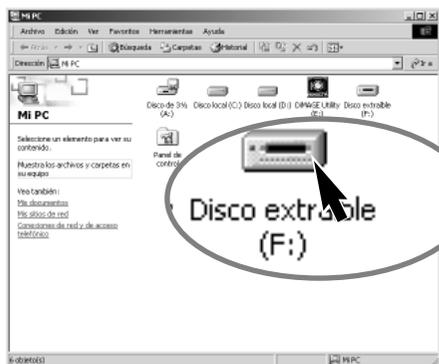 Mi PC
Archivo Edición Ver Favoritos Herramientas Ayuda
Atrás Búsqueda Carpetas Historial
Dirección Mi PC Ir a
Mi PC
Seleccione un elemento para ver su
contenido.
Muestra los archivos y carpetas en
su equipo
Vea también:
Mis documentos
Mis sitios de red
Conexiones de red y de acceso
telefónico
Disco de 3½
(A:)
Disco local (C:)
Disco local (D:)
DiMAGE Utility
(E:)
Disco extraíble
(F:)
Panel de
control
Disco extraíble
(F:)
6 objeto(s)
Mi PC